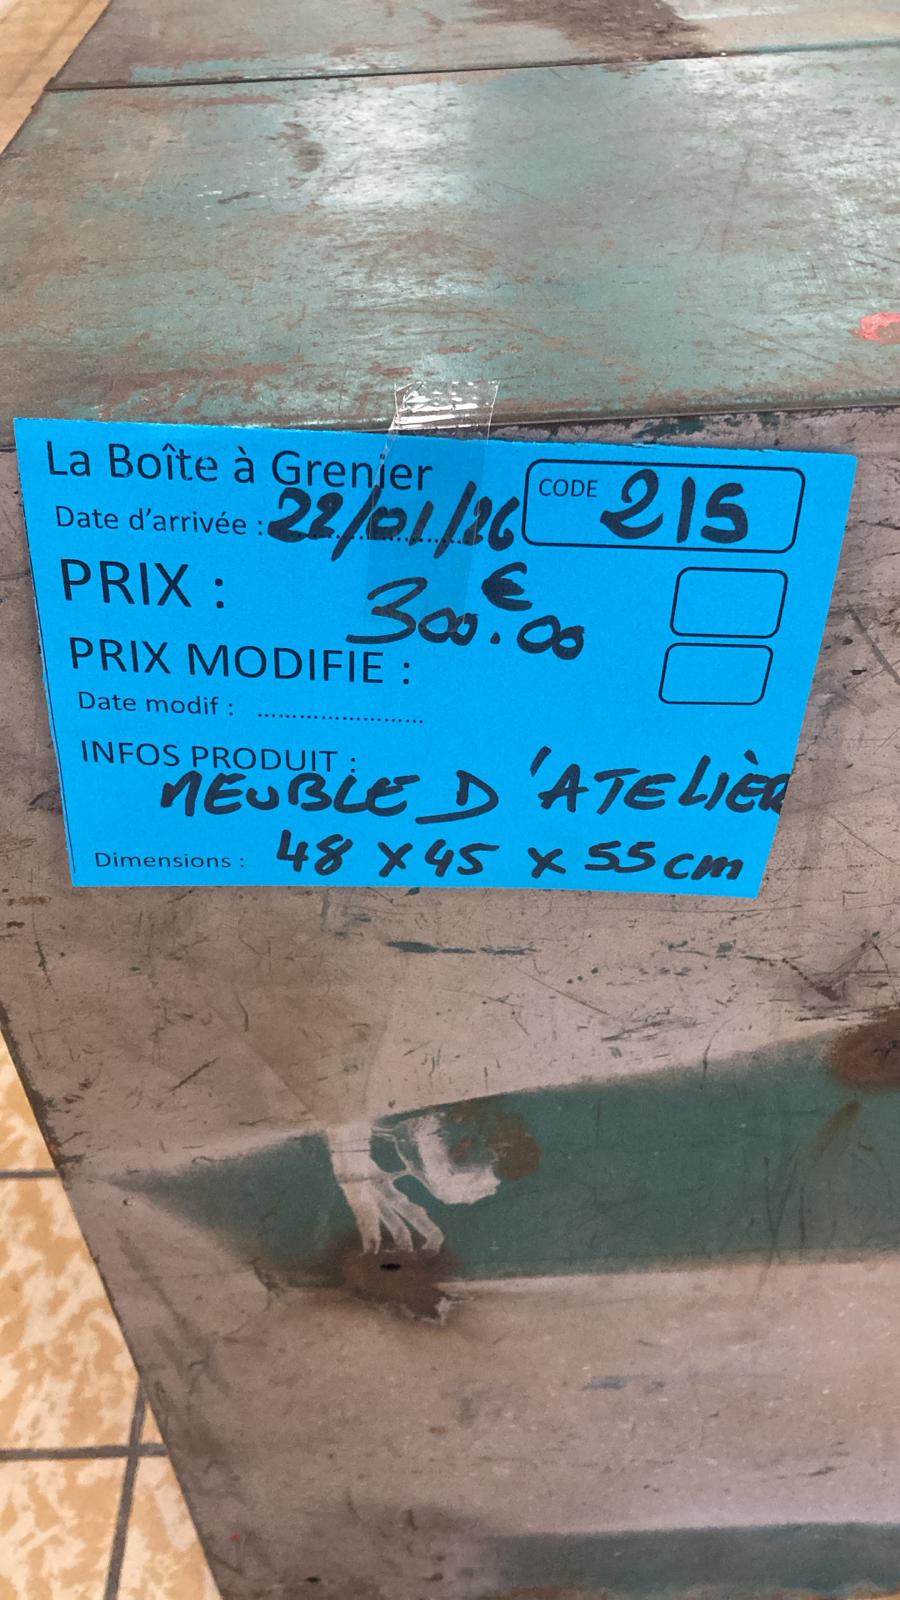 La Boîte à Grenier
CODE 215
Date d'arrivée : 22/01/26
PRIX : 300.00 €
PRIX MODIFIE :
Date modif : ........................
INFOS PRODUIT :
MEUBLE D'ATELIÈR
Dimensions : 48 x 45 x 55 cm